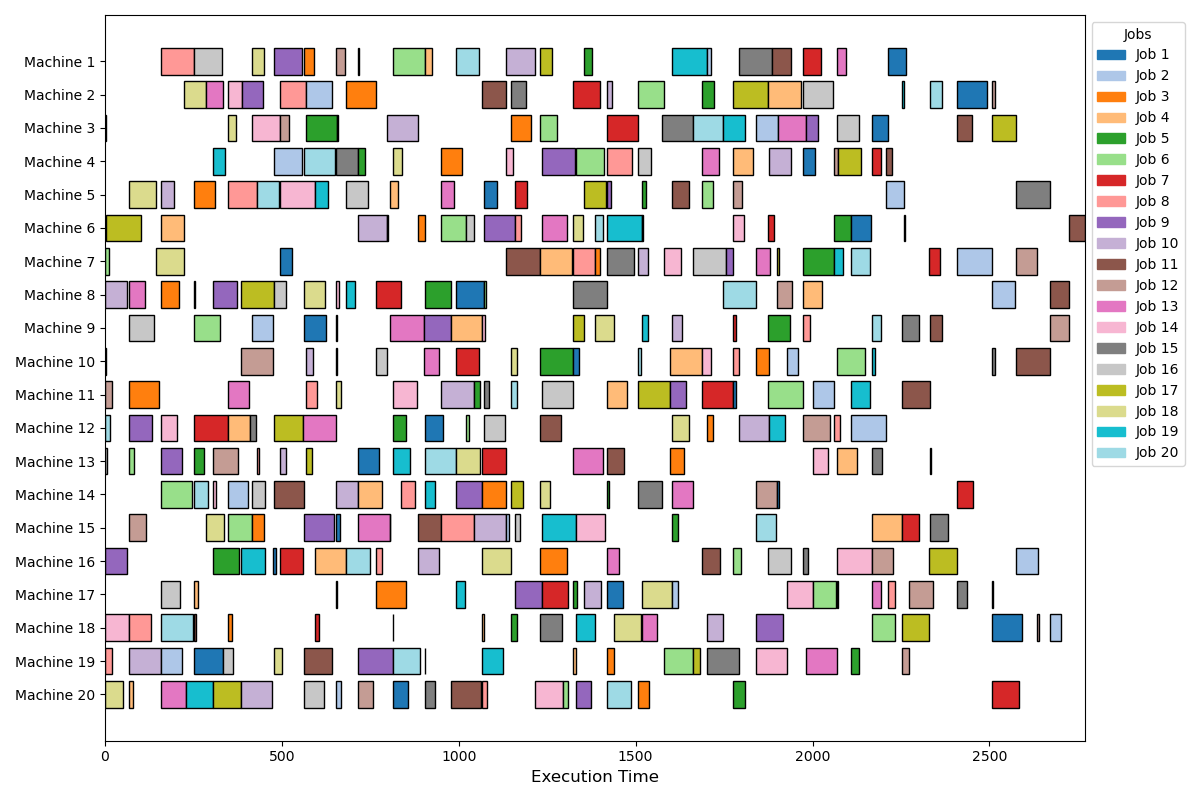 Machine 1
Machine 2
Machine 3
Machine 4
Machine 5
Machine 6
Machine 7
Machine 8
Machine 9
Machine 10
Machine 11
Machine 12
Machine 13
Machine 14
Machine 15
Machine 16
Machine 17
Machine 18
Machine 19
Machine 20
0 500 1000 1500 2000 2500
Execution Time
Jobs
Job 1
Job 2
Job 3
Job 4
Job 5
Job 6
Job 7
Job 8
Job 9
Job 10
Job 11
Job 12
Job 13
Job 14
Job 15
Job 16
Job 17
Job 18
Job 19
Job 20